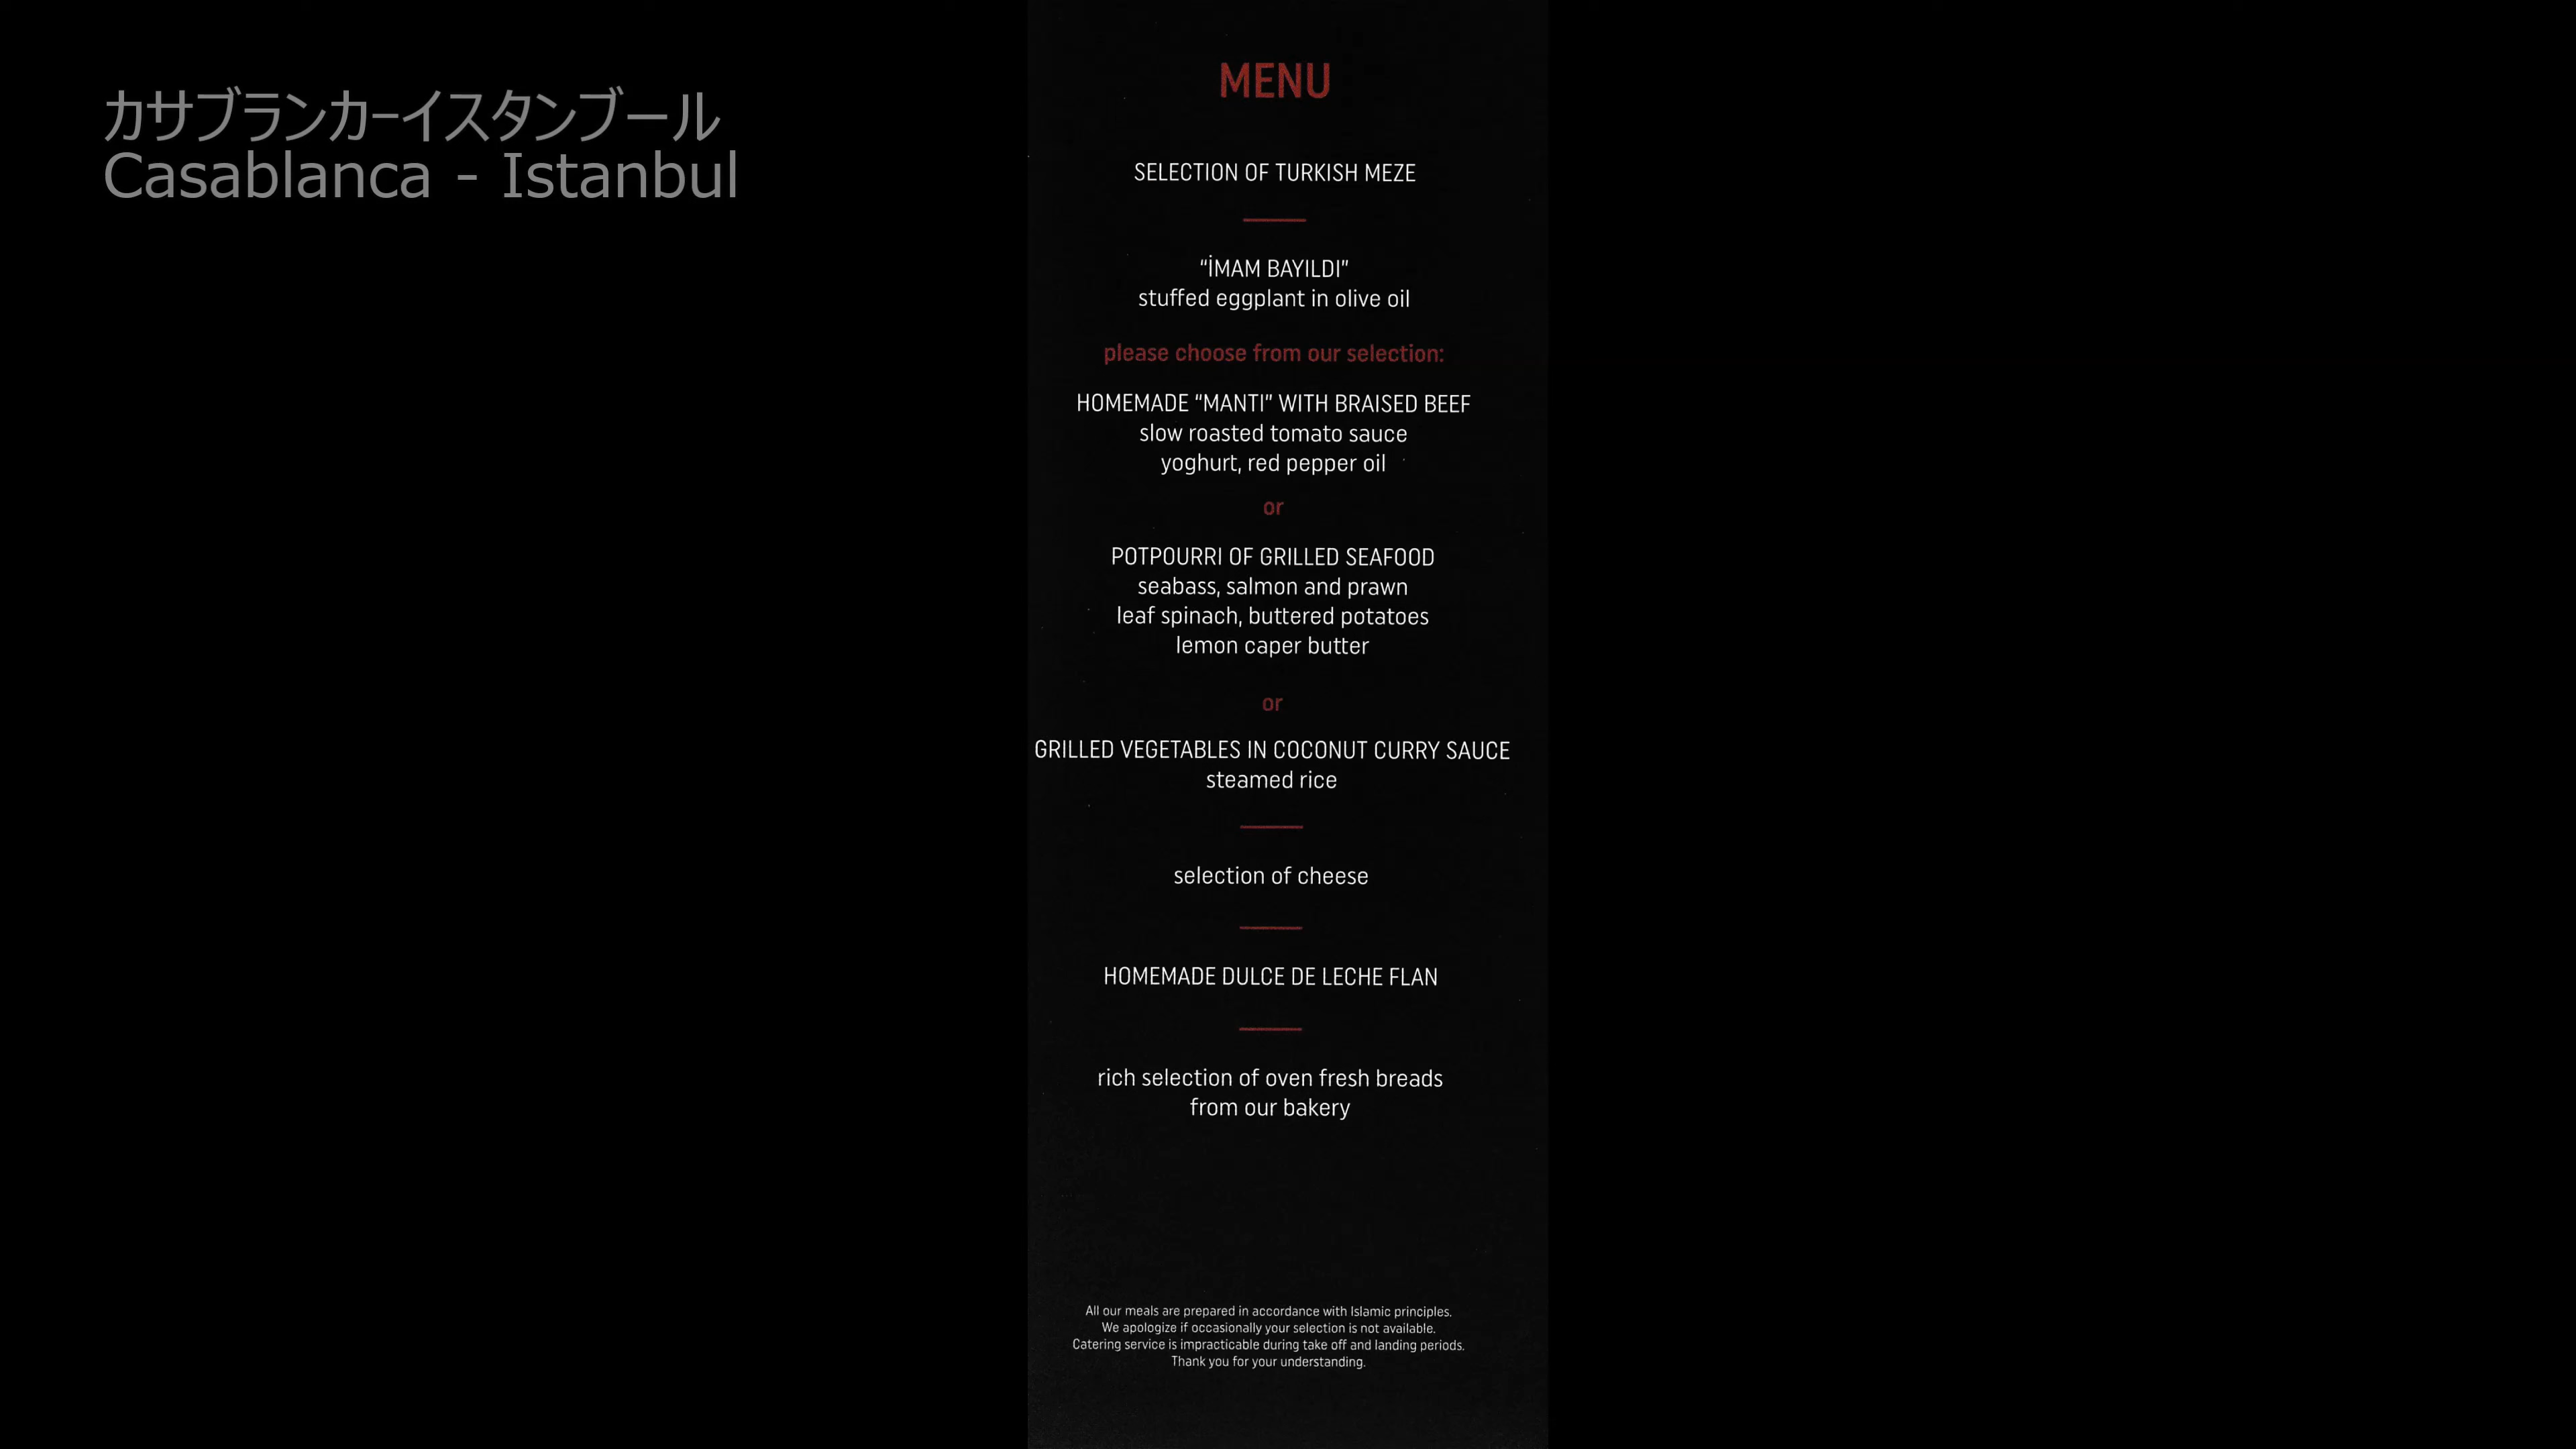 カサブランカーイスタンブール
Casablanca - Istanbul
MENU
SELECTION OF TURKISH MEZE
“İMAM BAYILDI”
stuffed eggplant in olive oil
please choose from our selection:
HOMEMADE “MANTI” WITH BRAISED BEEF
slow roasted tomato sauce
yoghurt, red pepper oil
or
POTPOURRI OF GRILLED SEAFOOD
seabass, salmon and prawn
leaf spinach, buttered potatoes
lemon caper butter
or
GRILLED VEGETABLES IN COCONUT CURRY SAUCE
steamed rice
selection of cheese
HOMEMADE DULCE DE LECHE FLAN
rich selection of oven fresh breads
from our bakery
All our meals are prepared in accordance with Islamic principles.
We apologize if occasionally your selection is not available.
Catering service is impracticable during take off and landing periods.
Thank you for your understanding.